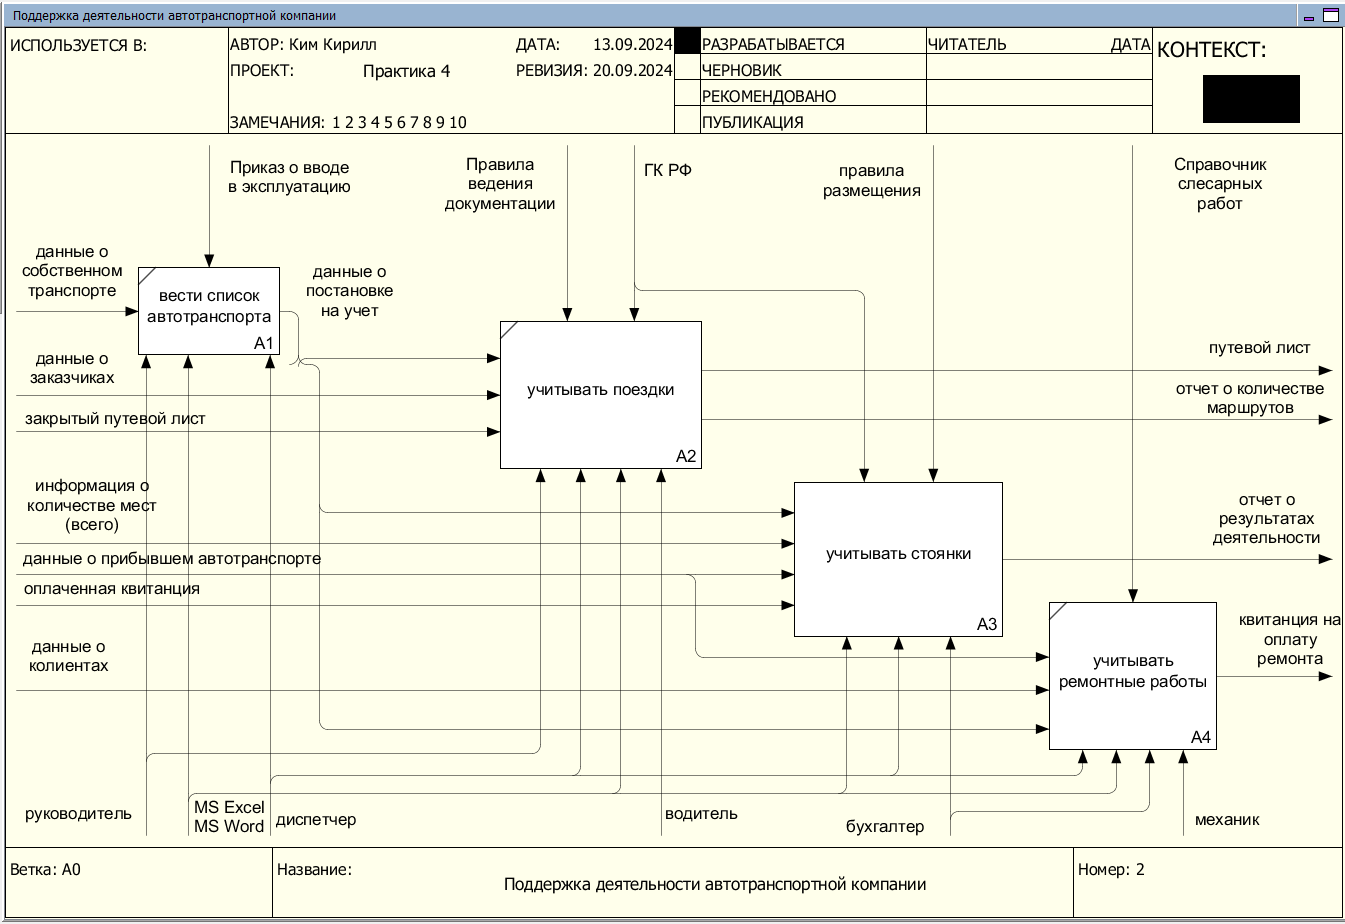 Поддержка деятельности автотранспортной компании
ИСПОЛЬЗУЕТСЯ В:
АВТОР: Ким Кирилл
ДАТА: 13.09.2024
РАЗРАБАТЫВАЕТСЯ
ЧИТАТЕЛЬ
ДАТА
КОНТЕКСТ:
ПРОЕКТ: Практика 4
РЕВИЗИЯ: 20.09.2024
ЧЕРНОВИК
РЕКОМЕНДОВАНО
ЗАМЕЧАНИЯ: 1 2 3 4 5 6 7 8 9 10
ПУБЛИКАЦИЯ
Приказ о вводе
в эксплуатацию
Правила
ведения
документации
ГК РФ
правила
размещения
Справочник
слесарных
работ
данные о
собственном
транспорте
вести список
автотранспорта
A1
данные о
постановке
на учет
данные о
заказчиках
закрытый путевой лист
учитывать поездки
A2
путевой лист
отчет о количестве
маршрутов
информация о
количестве мест
(всего)
данные о прибывшем автотранспорте
оплаченная квитанция
учитывать стоянки
A3
отчет о
результатах
деятельности
данные о
колиентах
учитывать
ремонтные работы
A4
квитанция на
оплату
ремонта
руководитель
MS Excel
MS Word
диспетчер
водитель
бухгалтер
механик
Ветка: A0
Название:
Поддержка деятельности автотранспортной компании
Номер: 2